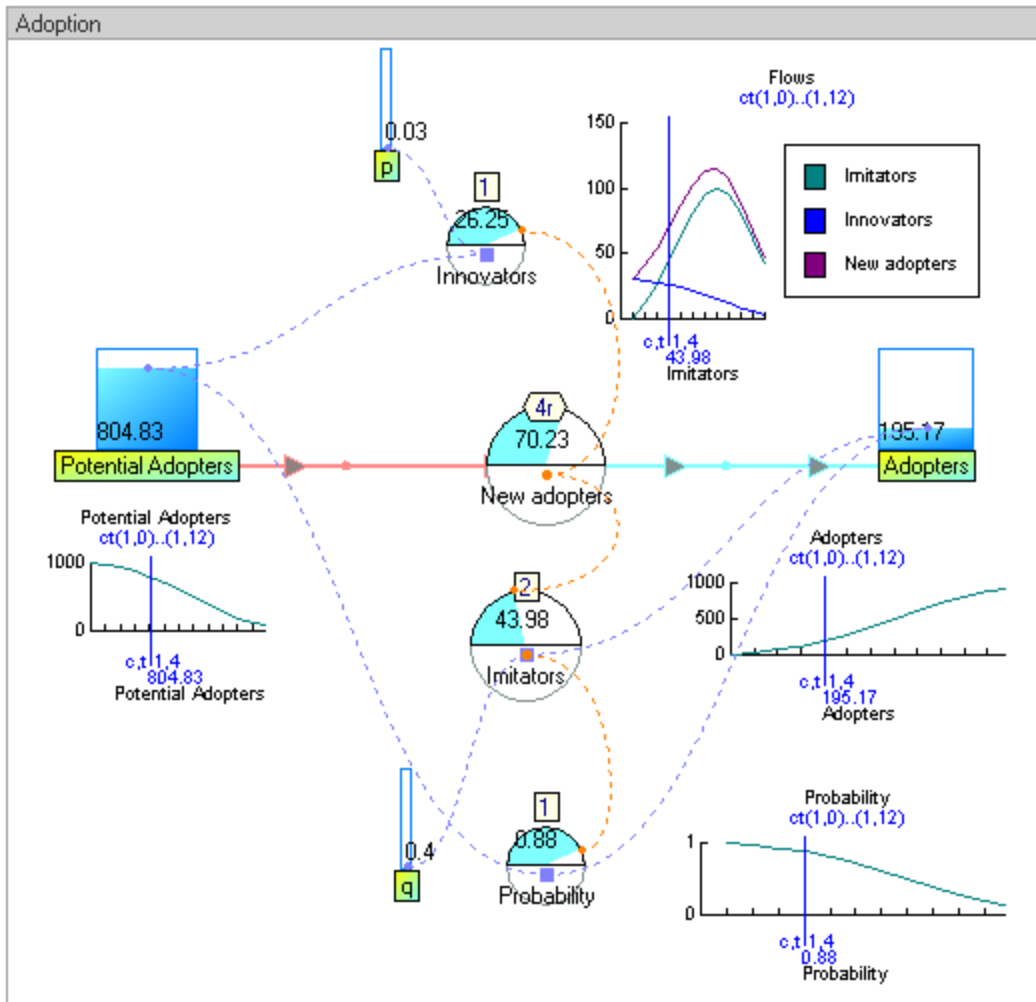 Adoption
0.03
p
1
26.25
Innovators
Flows
ct(1,0)..(1,12)
150
100
50
0
c,t 1,4
43.98
Imitators
Imitators
Innovators
New adopters
804.83
Potential Adopters
4r
70.23
New adopters
195.17
Adopters
Potential Adopters
ct(1,0)..(1,12)
1000
0
c,t 1,4
804.83
Potential Adopters
2
43.98
Imitators
Adopters
ct(1,0)..(1,12)
1000
500
0
c,t 1,4
195.17
Adopters
0.4
q
1
0.88
Probability
Probability
ct(1,0)..(1,12)
1
0
c,t 1,4
0.88
Probability